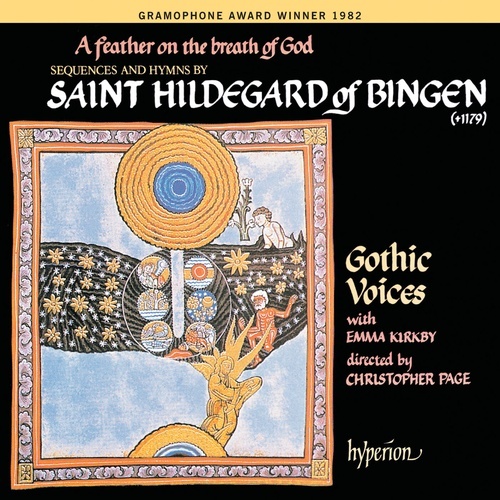 GRAMOPHONE AWARD WINNER 1982
A feather on the breath of God
SEQUENCES AND HYMNS BY
SAINT HILDEGARD of BINGEN
(+1179)
Gothic
Voices
with
EMMA KIRKBY
directed by
CHRISTOPHER PAGE
hyperion